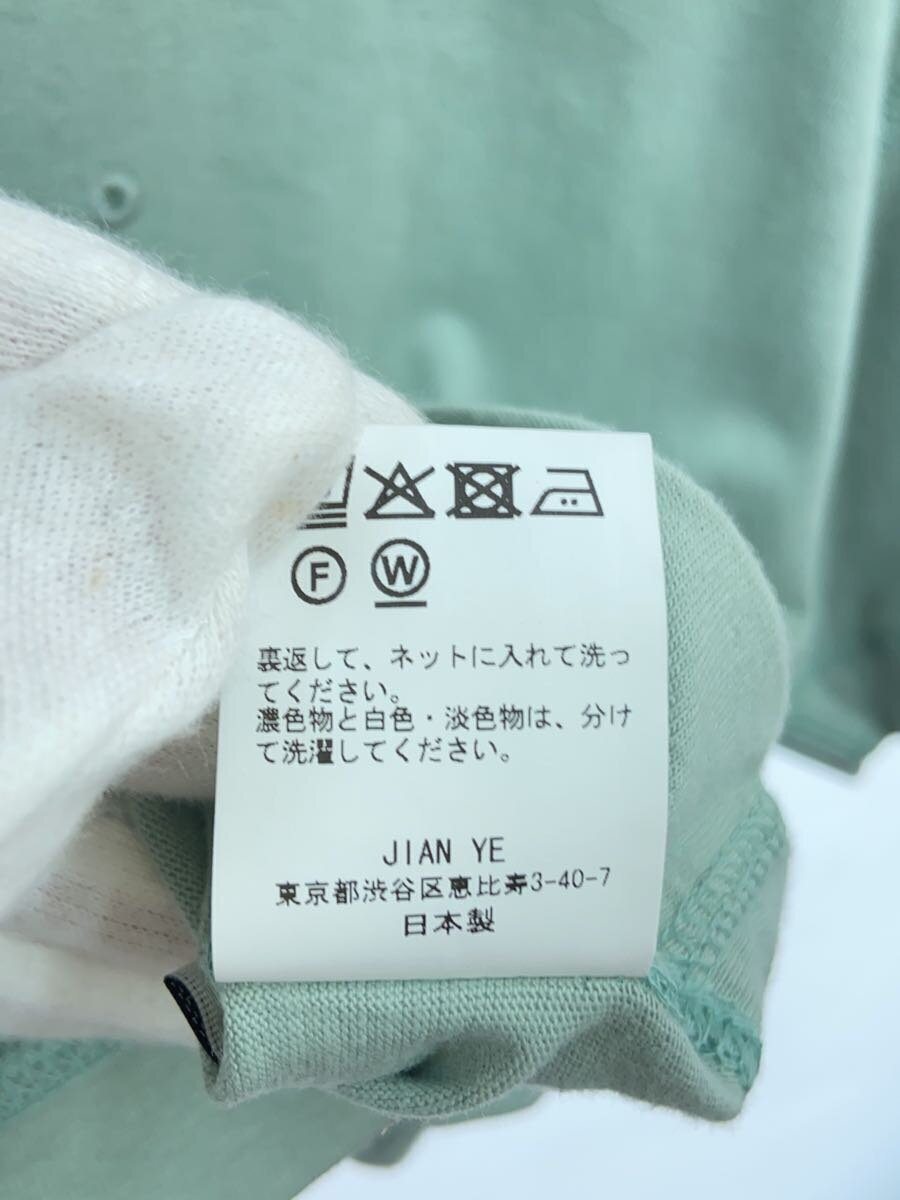 F W
裏返して、ネットに入れて洗っ
てください。
濃色物と白色・淡色物は、分け
て洗濯してください。
JIAN YE
東京都渋谷区恵比寿3-40-7
日本製